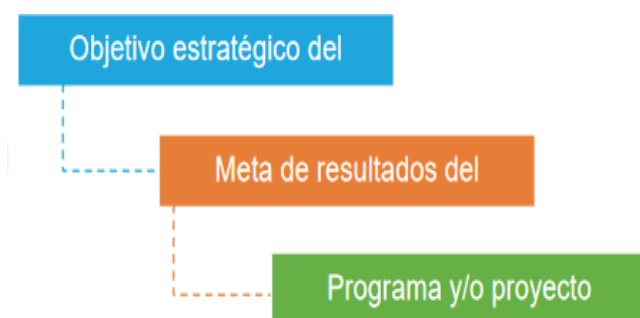 Objetivo estratégico del
Meta de resultados del
Programa y/o proyecto